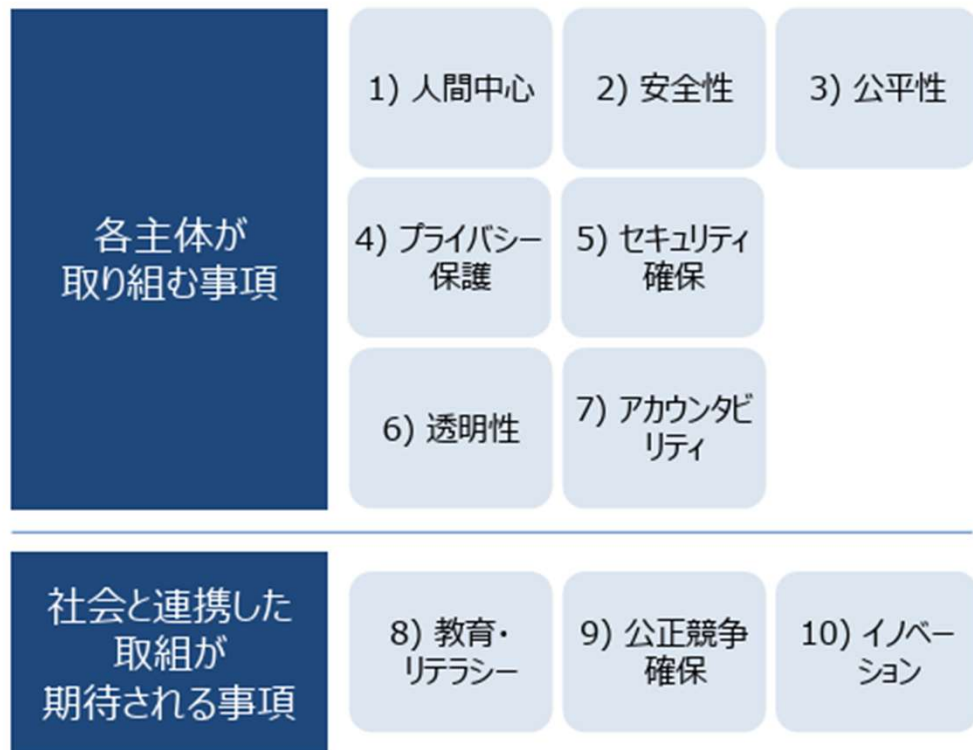 各主体が
取り組む事項
1) 人間中心
2) 安全性
3) 公平性
4) プライバシー
保護
5) セキュリティ
確保
6) 透明性
7) アカウンタビ
リティ
社会と連携した
取組が
期待される事項
8) 教育・
リテラシー
9) 公正競争
確保
10) イノベー
ション